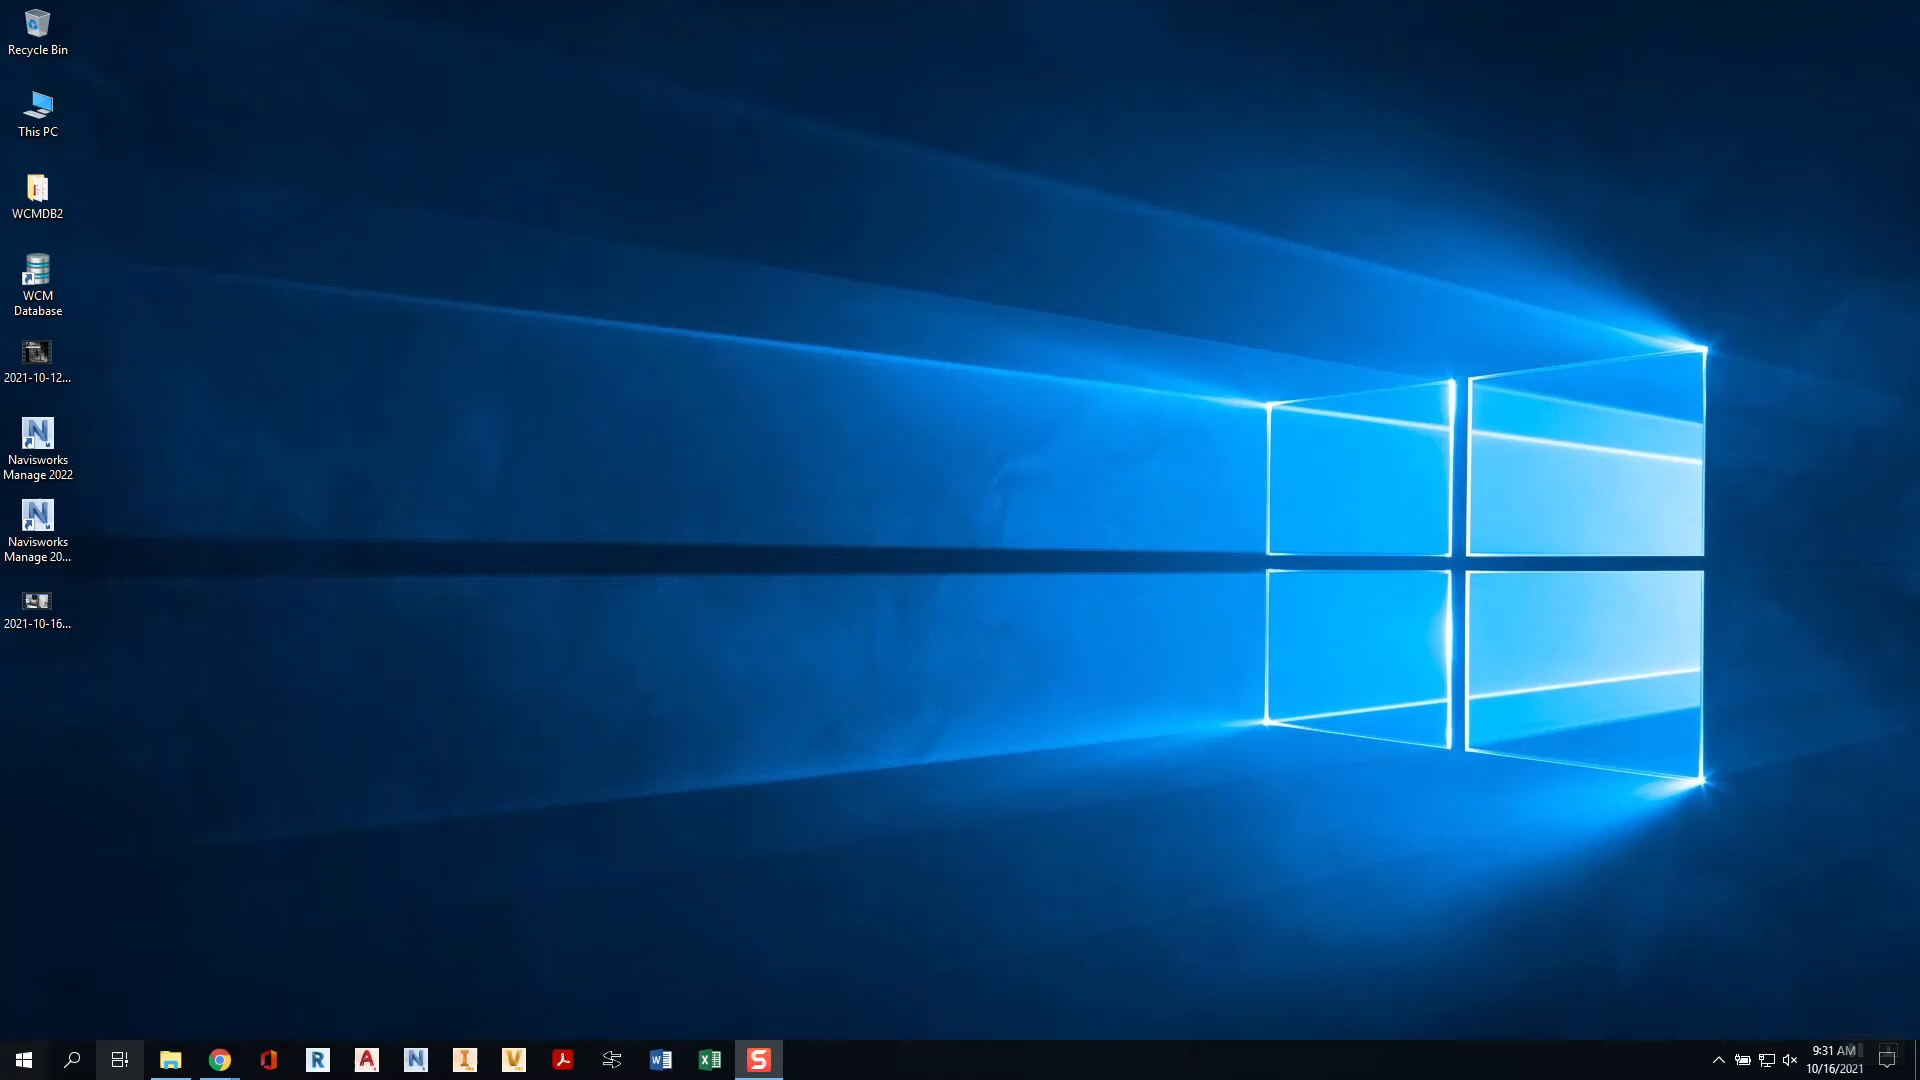 Recycle Bin
This PC
WCMDB2
WCM
Database
2021-10-12...
Navisworks
Manage 2022
Navisworks
Manage 20...
2021-10-16...
9:31 AM
10/16/2021